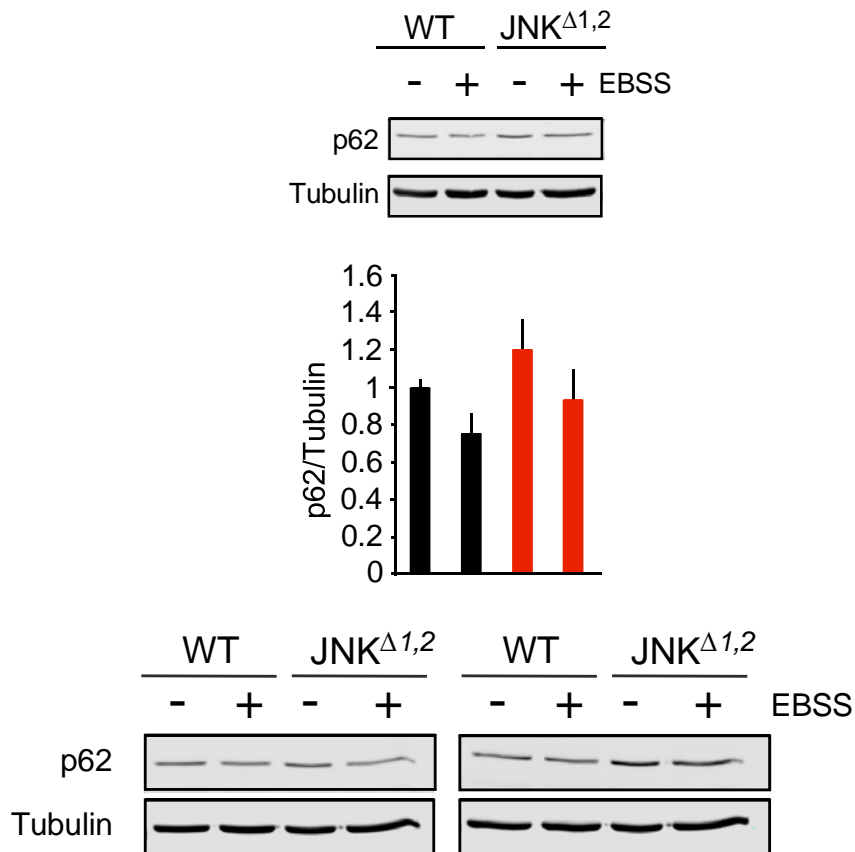 WT JNKΔ1,2
- + - + EBSS
p62
Tubulin
p62/Tubulin
1.6
1.4
1.2
1
0.8
0.6
0.4
0.2
0
WT JNKΔ1,2 WT JNKΔ1,2
- + - + - + - + EBSS
p62
Tubulin